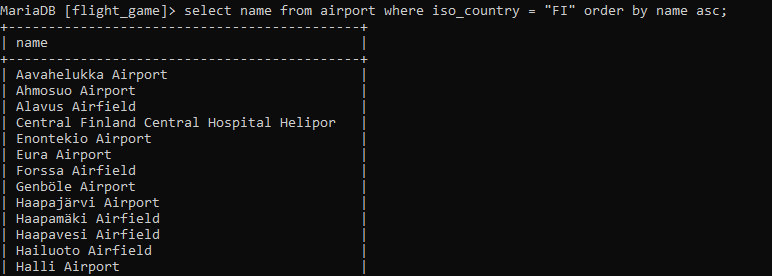 MariaDB [flight_game]> select name from airport where iso_country = "FI" order by name asc;
+--------------------------------------------+
| name                                       |
+--------------------------------------------+
| Aavahelukka Airport                        |
| Ahmosuo Airport                            |
| Alavus Airfield                            |
| Central Finland Central Hospital Helipor   |
| Enontekio Airport                          |
| Eura Airport                               |
| Forssa Airfield                            |
| Genböle Airport                            |
| Haapajärvi Airport                         |
| Haapamäki Airfield                         |
| Haapavesi Airfield                         |
| Hailuoto Airfield                          |
| Halli Airport                              |